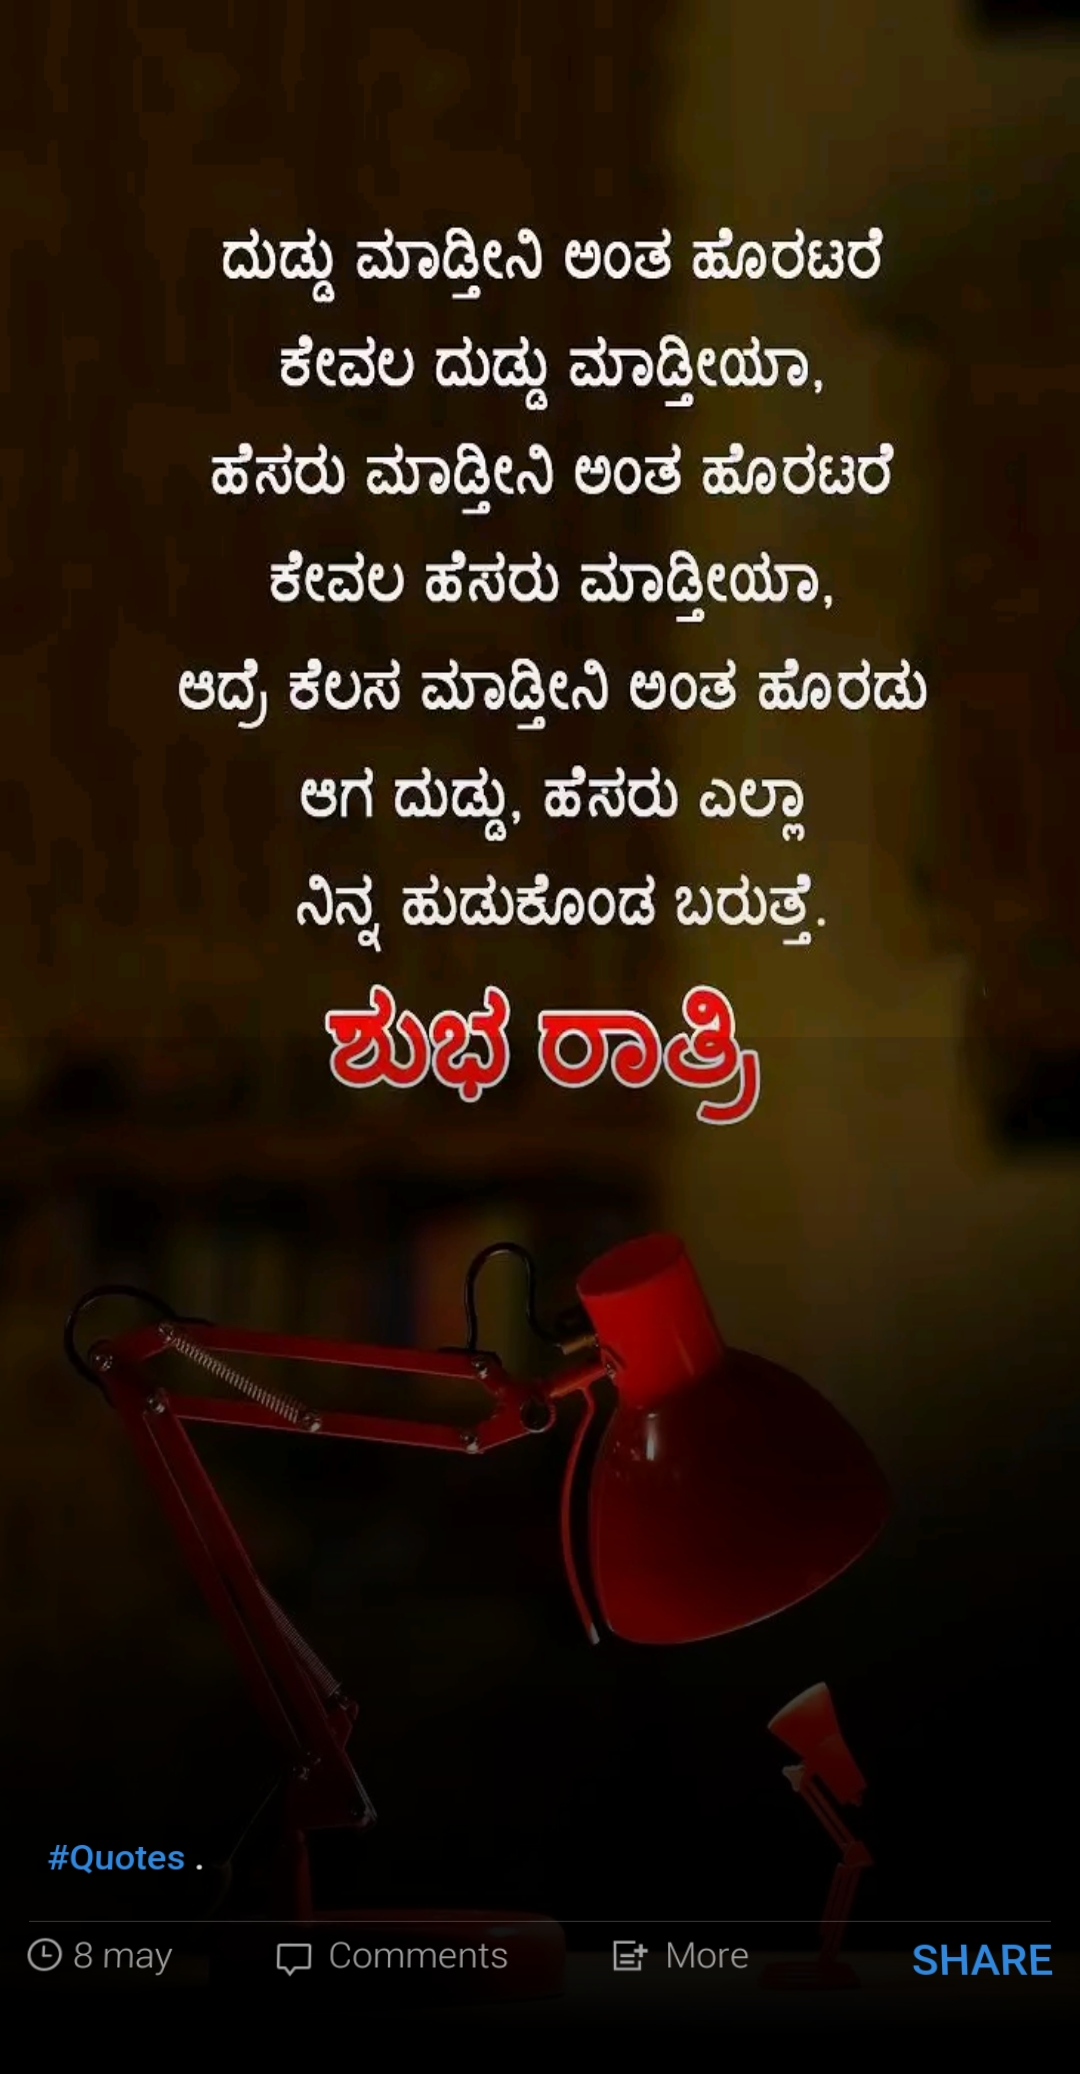 ದುಡ್ಡು ಮಾಡ್ತೀನಿ ಅಂತ ಹೊರಟರೆ
ಕೇವಲ ದುಡ್ಡು ಮಾಡ್ತೀಯಾ,
ಹೆಸರು ಮಾಡ್ತೀನಿ ಅಂತ ಹೊರಟರೆ
ಕೇವಲ ಹೆಸರು ಮಾಡ್ತೀಯಾ,
ಆದ್ರೆ ಕೆಲಸ ಮಾಡ್ತೀನಿ ಅಂತ ಹೊರಡು
ಆಗ ದುಡ್ಡು, ಹೆಸರು ಎಲ್ಲಾ
ನಿನ್ನ ಹುಡುಕೊಂಡ ಬರುತ್ತೆ.
ಶುಭ ರಾತ್ರಿ
#Quotes .
8 may Comments More SHARE